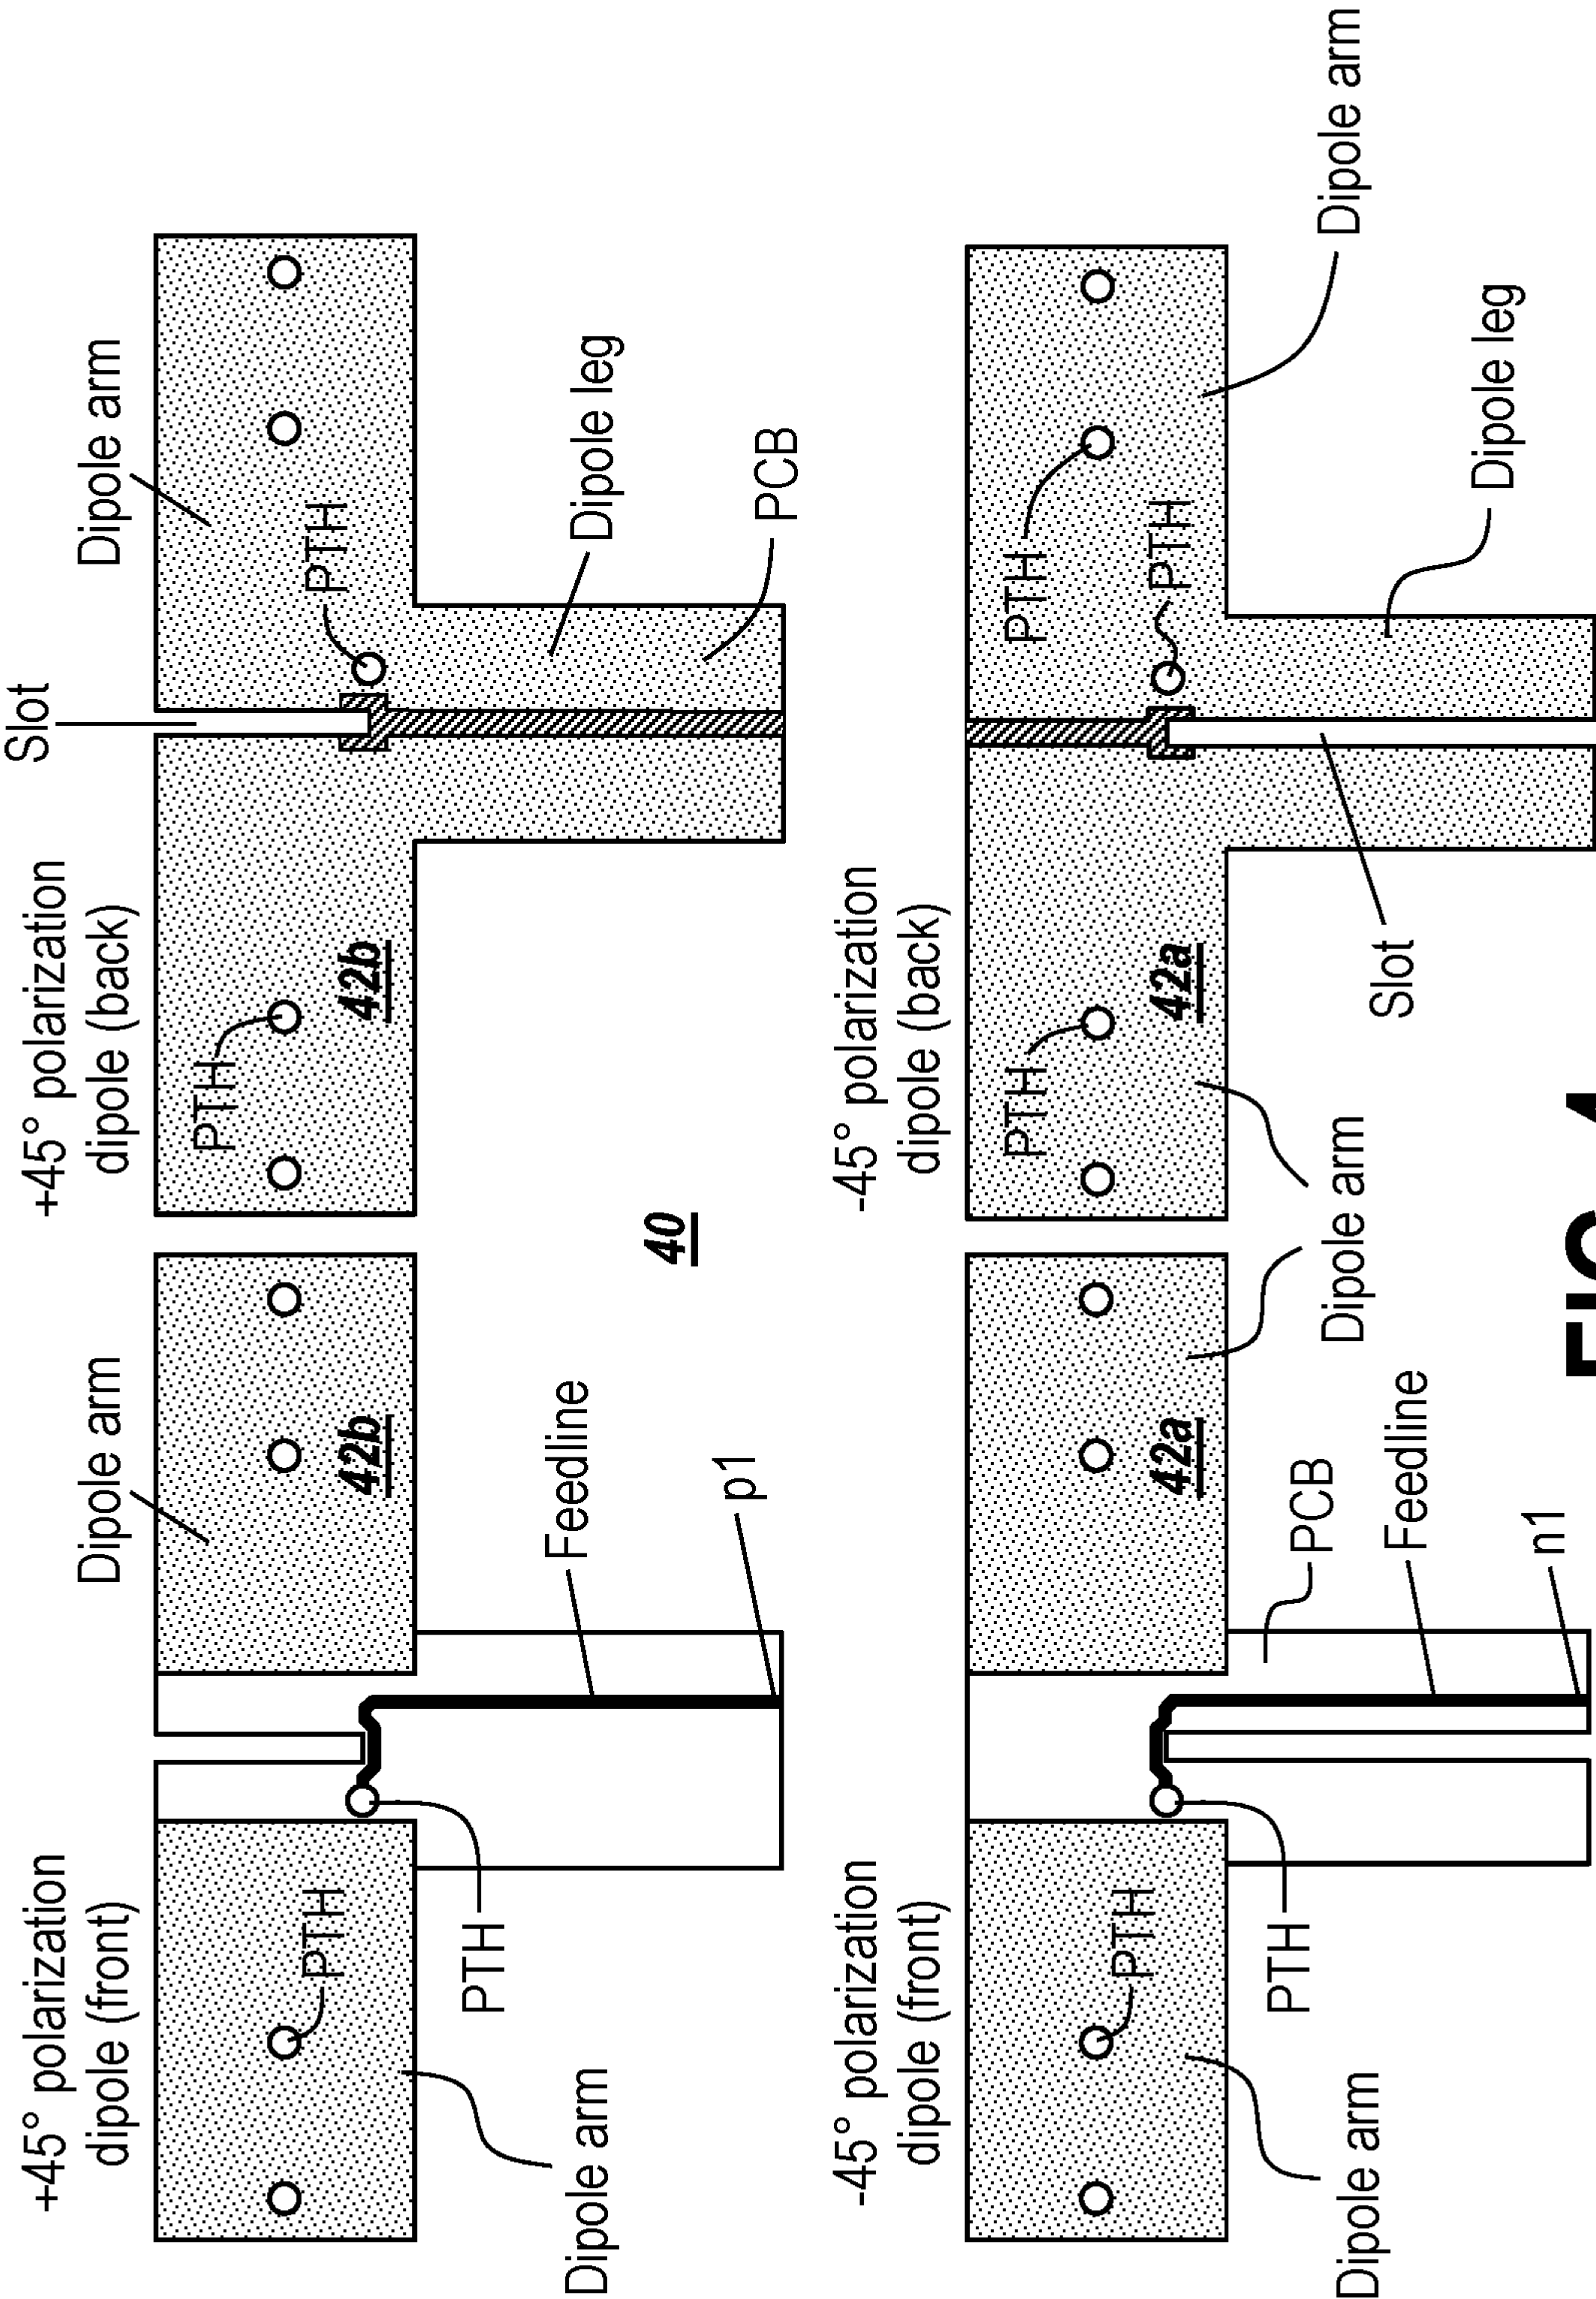 +45° polarization
dipole (front)
Dipole arm
PTH
42b
Dipole arm
PTH
Feedline
p1
+45° polarization
dipole (back)
Slot
Dipole arm
PTH
42b
PTH
Dipole leg
PCB
40
-45° polarization
dipole (front)
PTH
42a
Dipole arm
PTH
PCB
Feedline
n1
Dipole arm
-45° polarization
dipole (back)
PTH
PTH
42a
PTH
Dipole arm
Slot
Dipole leg